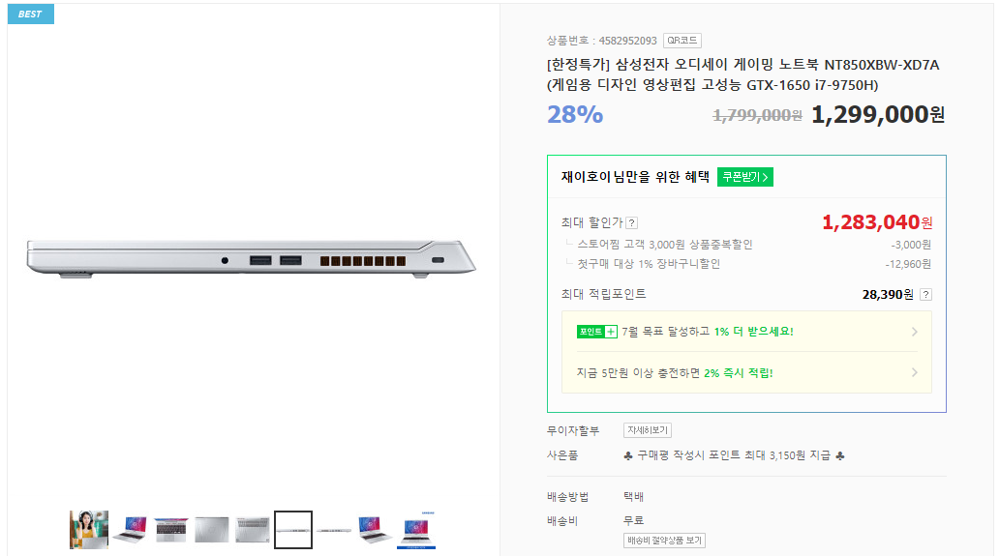 BEST
상품번호 : 4582952093 QR코드
[한정특가] 삼성전자 오디세이 게이밍 노트북 NT850XBW-XD7A
(게임용 디자인 영상편집 고성능 GTX-1650 i7-9750H)
28% 1,799,000원 1,299,000원
재이호이님만을 위한 혜택 쿠폰받기 >
최대 할인가 ? 1,283,040원
스토어찜 고객 3,000원 상품중복할인 -3,000원
첫구매 대상 1% 장바구니할인 -12,960원
최대 적립포인트 28,390원 ?
포인트 + 7월 목표 달성하고 1% 더 받으세요!
지금 5만원 이상 충전하면 2% 즉시 적립!
무이자할부 자세히보기
사은품 ♣ 구매평 작성시 포인트 최대 3,150원 지급 ♣
배송방법 택배
배송비 무료
배송비 절약상품 보기